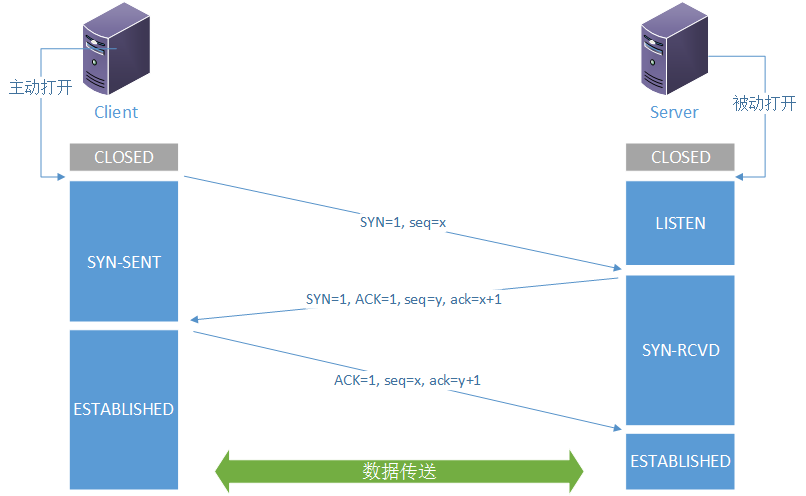 主动打开
Client
被动打开
Server
CLOSED
CLOSED
SYN=1, seq=x
LISTEN
SYN-SENT
SYN=1, ACK=1, seq=y, ack=x+1
SYN-RCVD
ACK=1, seq=x, ack=y+1
ESTABLISHED
ESTABLISHED
数据传送